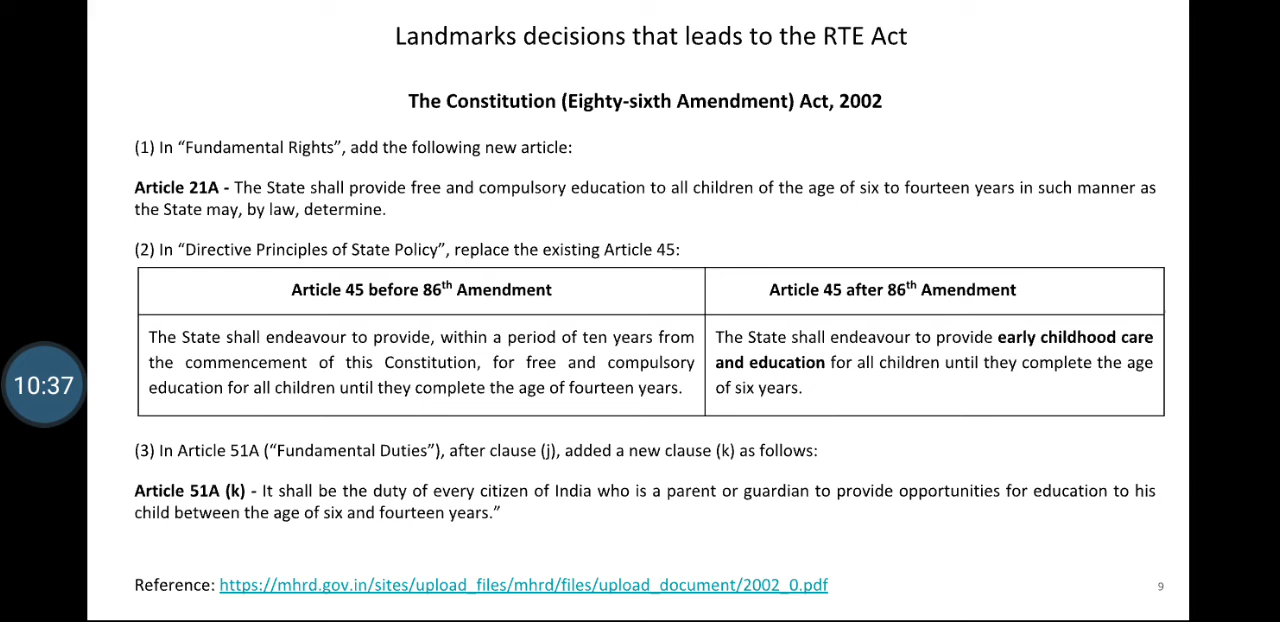 Landmarks decisions that leads to the RTE Act
The Constitution (Eighty-sixth Amendment) Act, 2002
(1) In “Fundamental Rights”, add the following new article:
Article 21A - The State shall provide free and compulsory education to all children of the age of six to fourteen years in such manner as
the State may, by law, determine.
(2) In “Directive Principles of State Policy”, replace the existing Article 45:
Article 45 before 86th Amendment
Article 45 after 86th Amendment
The State shall endeavour to provide, within a period of ten years from
the commencement of this Constitution, for free and compulsory
education for all children until they complete the age of fourteen years.
The State shall endeavour to provide early childhood care
and education for all children until they complete the age
of six years.
10:37
(3) In Article 51A (“Fundamental Duties”), after clause (j), added a new clause (k) as follows:
Article 51A (k) - It shall be the duty of every citizen of India who is a parent or guardian to provide opportunities for education to his
child between the age of six and fourteen years.”
Reference: https://mhrd.gov.in/sites/upload_files/mhrd/files/upload_document/2002_0.pdf
9